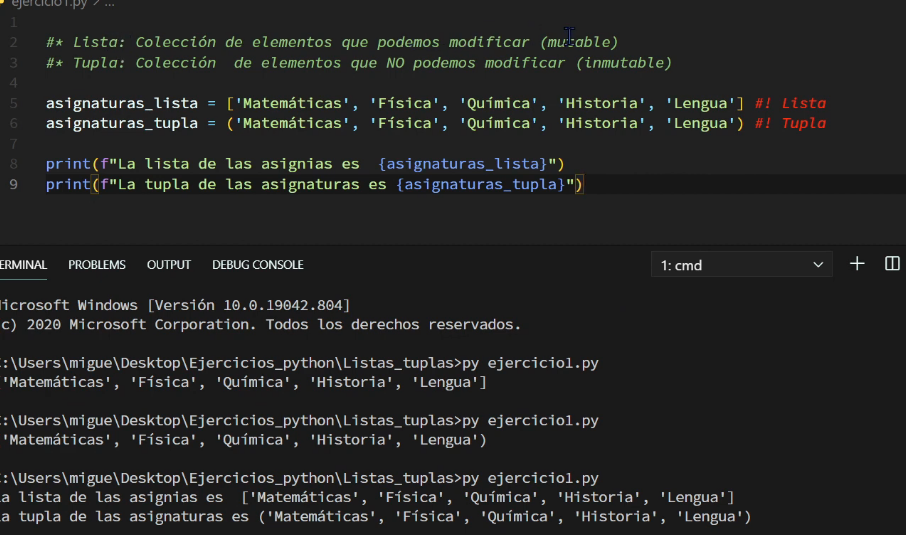 ejercicio1.py > ...
1
2 #* Lista: Colección de elementos que podemos modificar (mutable)
3 #* Tupla: Colección  de elementos que NO podemos modificar (inmutable)
4
5 asignaturas_lista = ['Matemáticas', 'Física', 'Química', 'Historia', 'Lengua'] #! Lista
6 asignaturas_tupla = ('Matemáticas', 'Física', 'Química', 'Historia', 'Lengua') #! Tupla
7
8 print(f"La lista de las asignias es  {asignaturas_lista}")
9 print(f"La tupla de las asignaturas es {asignaturas_tupla}")
ERMINAL PROBLEMS OUTPUT DEBUG CONSOLE 1: cmd
icrosoft Windows [Versión 10.0.19042.804]
c) 2020 Microsoft Corporation. Todos los derechos reservados.
:\Users\migue\Desktop\Ejercicios_python\Listas_tuplas>py ejercicio1.py
'Matemáticas', 'Física', 'Química', 'Historia', 'Lengua']
:\Users\migue\Desktop\Ejercicios_python\Listas_tuplas>py ejercicio1.py
'Matemáticas', 'Física', 'Química', 'Historia', 'Lengua')
:\Users\migue\Desktop\Ejercicios_python\Listas_tuplas>py ejercicio1.py
a lista de las asignias es  ['Matemáticas', 'Física', 'Química', 'Historia', 'Lengua']
a tupla de las asignaturas es ('Matemáticas', 'Física', 'Química', 'Historia', 'Lengua')